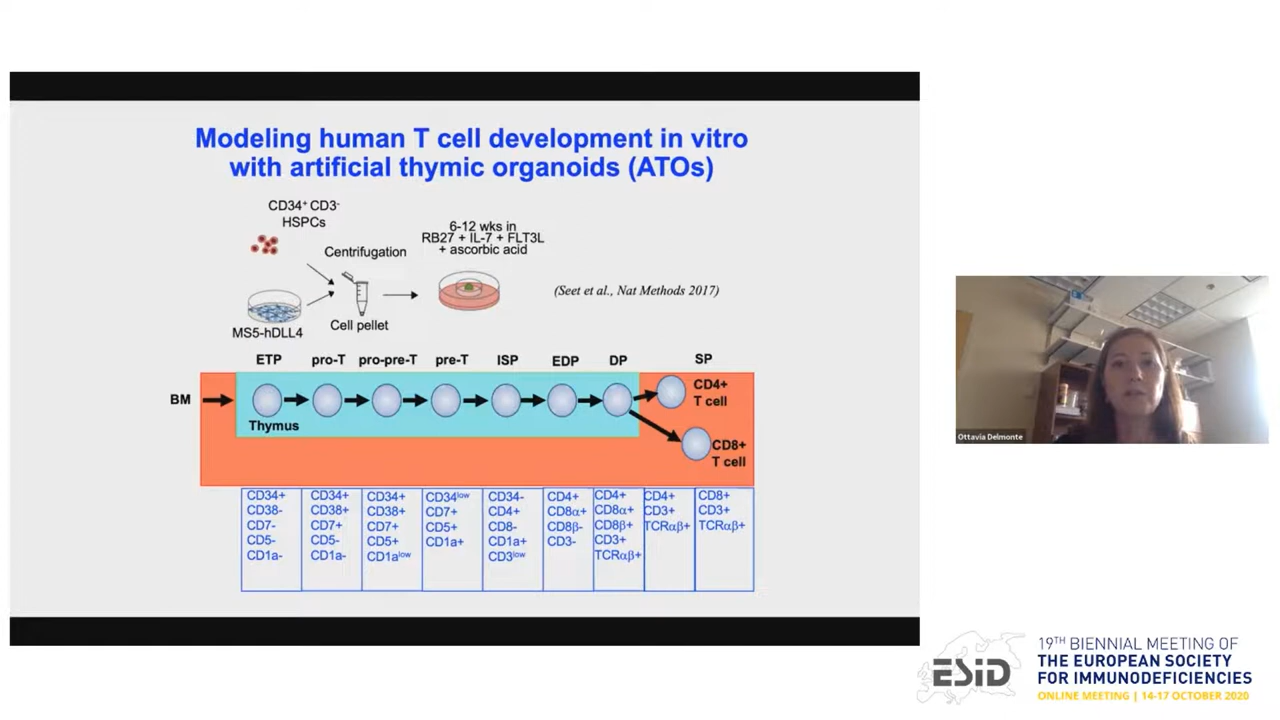 Modeling human T cell development in vitro
with artificial thymic organoids (ATOs)
CD34⁺ CD3⁻
HSPCs
MS5-hDLL4
Centrifugation
Cell pellet
6-12 wks in
RB27 + IL-7 + FLT3L
+ ascorbic acid
(Seet et al., Nat Methods 2017)
ETP pro-T pro-pre-T pre-T ISP EDP DP SP
BM
Thymus
CD4+
T cell
CD8+
T cell
CD34+
CD38-
CD7-
CD5-
CD1a-
CD34+
CD38+
CD7+
CD5-
CD1a-
CD34+
CD38+
CD7+
CD5+
CD1a^low
CD34^low
CD7+
CD5+
CD1a+
CD34-
CD4+
CD8-
CD1a+
CD3^low
CD4+
CD8α+
CD8β-
CD3-
CD4+
CD8α+
CD8β+
CD3+
TCRαβ+
CD4+
CD3+
TCRαβ+
CD8+
CD3+
TCRαβ+
Ottavia Delmonte
ESID
19TH BIENNIAL MEETING OF
THE EUROPEAN SOCIETY
FOR IMMUNODEFICIENCIES
ONLINE MEETING | 14-17 OCTOBER 2020